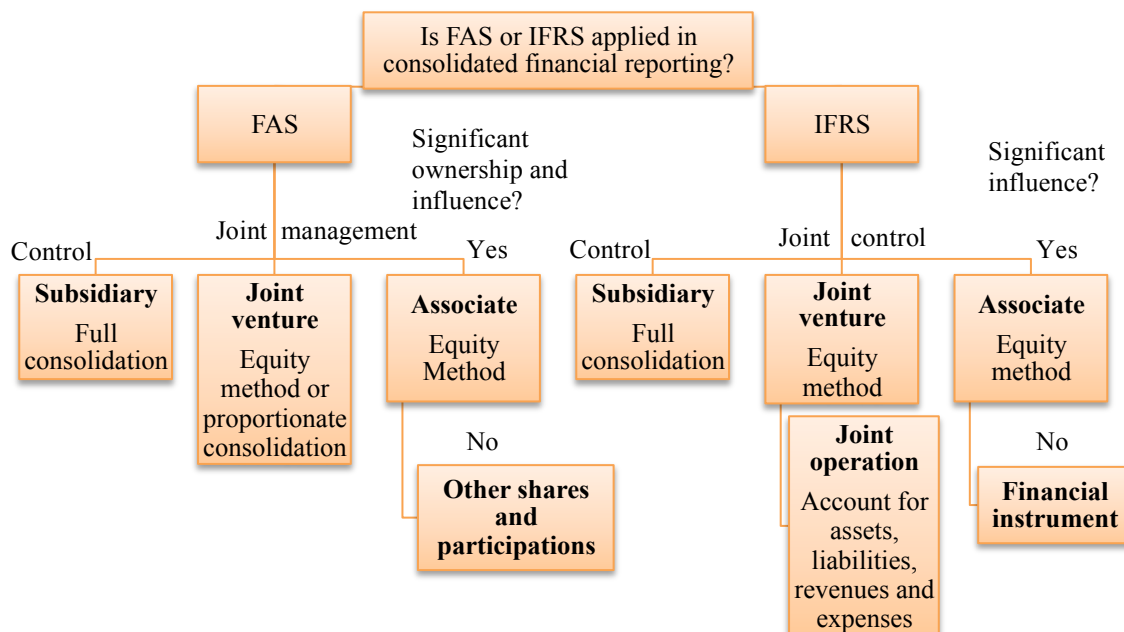 Is FAS or IFRS applied in
consolidated financial reporting?
FAS
IFRS
Significant
ownership and
influence?
Significant
influence?
Joint management
Control
Yes
Joint control
Control
Yes
Subsidiary
Full
consolidation
Joint
venture
Equity
method or
proportionate
consolidation
Associate
Equity
Method
No
Other shares
and
participations
Subsidiary
Full
consolidation
Joint
venture
Equity
method
Joint
operation
Account for
assets,
liabilities,
revenues and
expenses
Associate
Equity
method
No
Financial
instrument